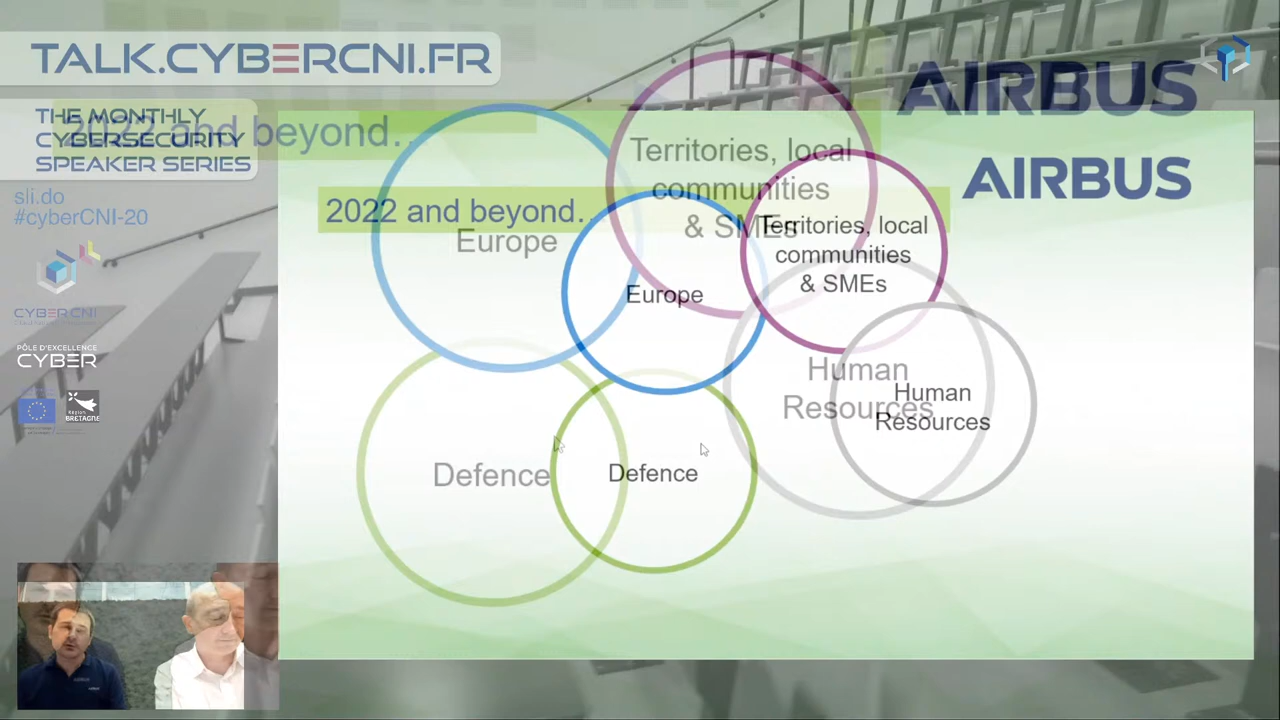 TALK.CYBERCNI.FR
THE MONTHLY
CYBERSECURITY
SPEAKER SERIES
sli.do
#cyberCNI-20
CYBERCNI
PÔLE D'EXCELLENCE
CYBER
Région
BRETAGNE
2022 and beyond..
AIRBUS
Territories, local
communities
& SMEs
Europe
Human
Resources
Defence
2022 and beyond..
AIRBUS
Territories, local
communities
& SMEs
Europe
Human
Resources
Defence